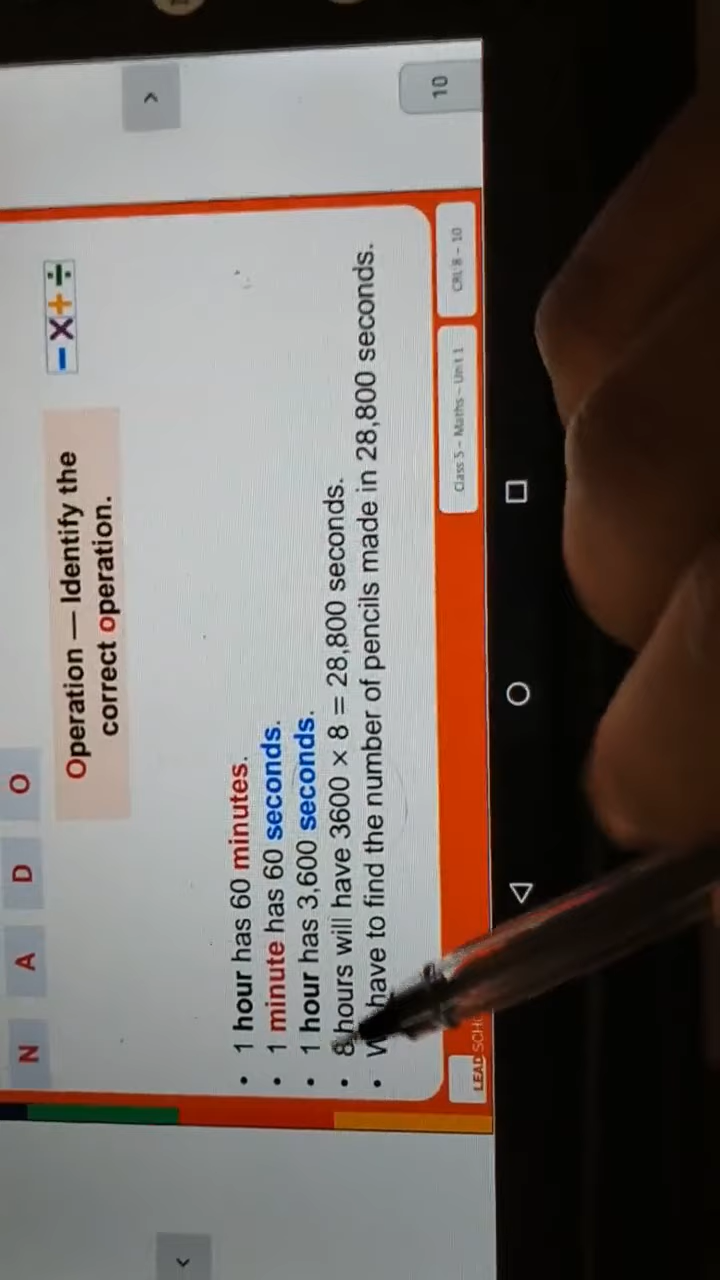 N A D O
Operation — Identify the
correct operation.
− × + ÷
• 1 hour has 60 minutes.
• 1 minute has 60 seconds.
• 1 hour has 3,600 seconds.
• 8 hours will have 3600 × 8 = 28,800 seconds.
• have to find the number of pencils made in 28,800 seconds.
LEAD SCHO
Class 5 – Maths – Unit 1
CRL 8 – 10
10